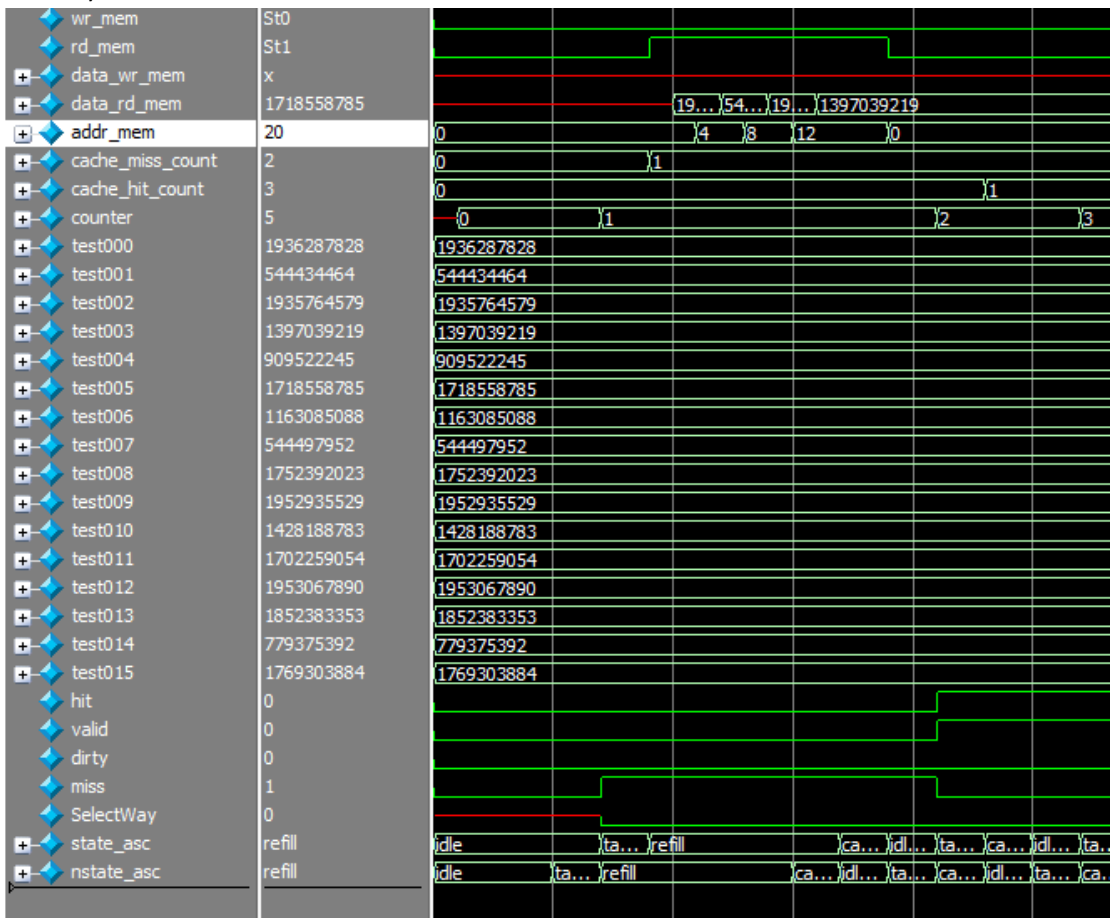 wr_mem St0
rd_mem St1
data_wr_mem x
data_rd_mem 1718558785 19... 54... 19... 1397039219
addr_mem 20 0 4 8 12 0
cache_miss_count 2 0 1
cache_hit_count 3 0 1
counter 5 0 1 2 3
test000 1936287828 1936287828
test001 544434464 544434464
test002 1935764579 1935764579
test003 1397039219 1397039219
test004 909522245 909522245
test005 1718558785 1718558785
test006 1163085088 1163085088
test007 544497952 544497952
test008 1752392023 1752392023
test009 1952935529 1952935529
test010 1428188783 1428188783
test011 1702259054 1702259054
test012 1953067890 1953067890
test013 1852383353 1852383353
test014 779375392 779375392
test015 1769303884 1769303884
hit 0
valid 0
dirty 0
miss 1
SelectWay 0
state_asc refill idle ta... refill ca... idl... ta... ca... idl... ta...
nstate_asc refill idle ta... refill ca... idl... ta... ca... idl... ta... ca...